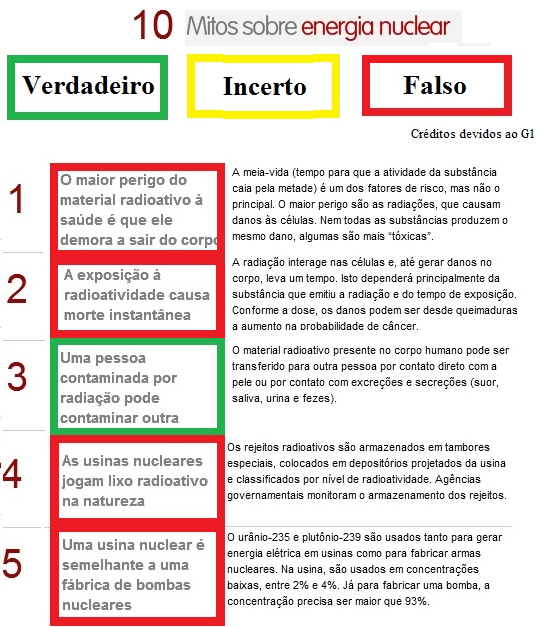 10 Mitos sobre energia nuclear
Verdadeiro
Incerto
Falso
Créditos devidos ao G1
1
O maior perigo do
material radioativo à
saúde é que ele
demora a sair do corpo
A meia-vida (tempo para que a atividade da substância
caia pela metade) é um dos fatores de risco, mas não o
principal. O maior perigo são as radiações, que causam
danos às células. Nem todas as substâncias produzem o
mesmo dano, algumas são mais “tóxicas”.
2
A exposição à
radioatividade causa
morte instantânea
A radiação interage nas células e, até gerar danos no
corpo, leva um tempo. Isto dependerá principalmente da
substância que emitiu a radiação e do tempo de exposição.
Conforme a dose, os danos podem ser desde queimaduras
a aumento na probabilidade de câncer.
3
Uma pessoa
contaminada por
radiação pode
contaminar outra
O material radioativo presente no corpo humano pode ser
transferido para outra pessoa por contato direto com a
pele ou por contato com excreções e secreções (suor,
saliva, urina e fezes).
4
As usinas nucleares
jogam lixo radioativo
na natureza
Os rejeitos radioativos são armazenados em tambores
especiais, colocados em depositórios projetados da usina
e classificados por nível de radioatividade. Agências
governamentais monitoram o armazenamento dos rejeitos.
5
Uma usina nuclear é
semelhante a uma
fábrica de bombas
nucleares
O urânio-235 e plutônio-239 são usados tanto para gerar
energia elétrica em usinas como para fabricar armas
nucleares. Na usina, são usados em concentrações
baixas, entre 2% e 4%. Já para fabricar uma bomba, a
concentração precisa ser maior que 93%.